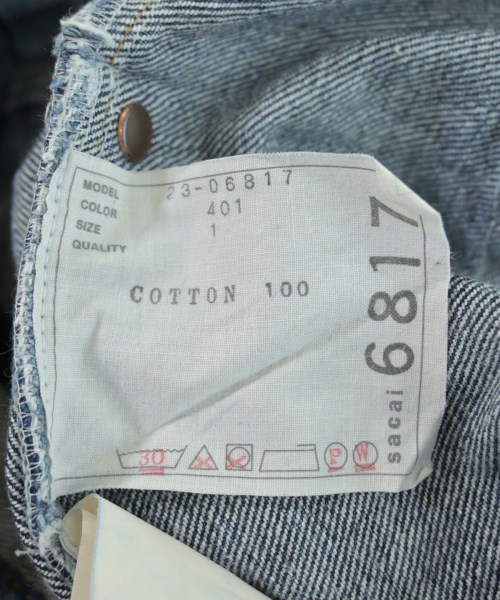 MODEL 23-06817
COLOR 401
SIZE 1
QUALITY
COTTON 100
30
P
W
sacai 6817